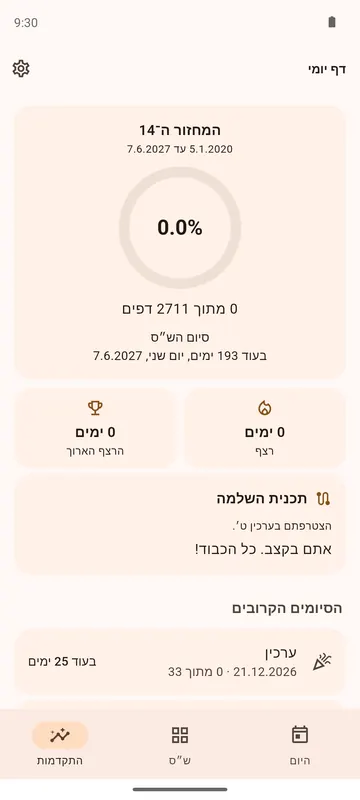 9:30
דף יומי
המחזור ה־14
5.1.2020 עד 7.6.2027
0.0%
0 מתוך 2711 דפים
סיום הש״ס
בעוד 193 ימים, יום שני, 7.6.2027
0 ימים
רצף
0 ימים
הרצף הארוך
תכנית השלמה
הצטרפתם בערכין ט׳.
אתם בקצב. כל הכבוד!
הסיומים הקרובים
ערכין
21.12.2026 · 0 מתוך 33
בעוד 25 ימים
היום
ש״ס
התקדמות